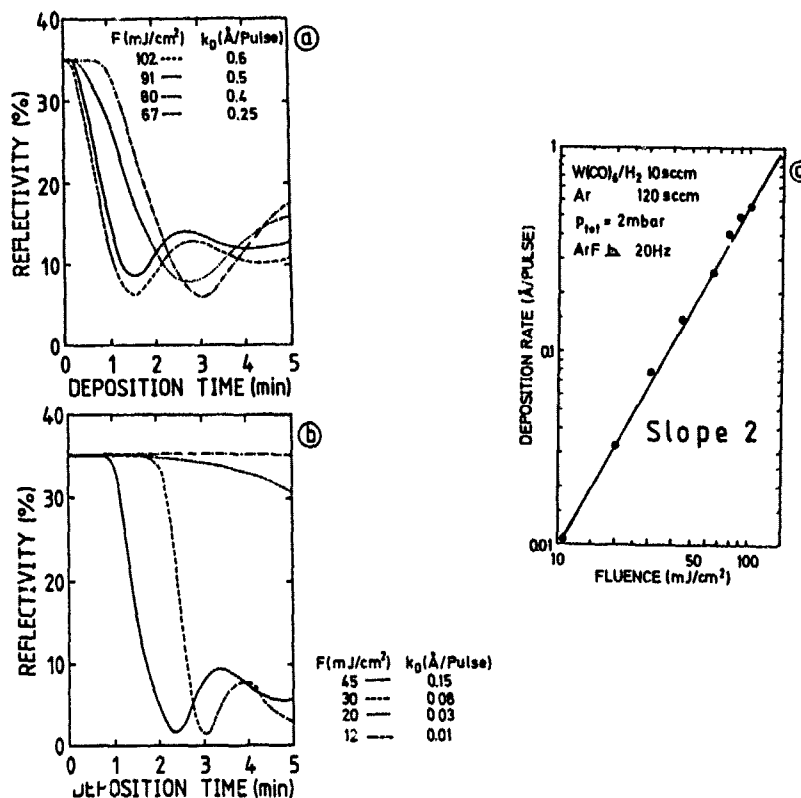 ⓐ
F (mJ/cm²) k_D (Å/Pulse)
102 ---- 0.6
91 — 0.5
80 — 0.4
67 — 0.25
40
30
20
10
0
REFLECTIVITY (%)
0 1 2 3 4 5
DEPOSITION TIME (min)
ⓑ
40
30
20
10
0
REFLECTIVITY (%)
0 1 2 3 4 5
DEPOSITION TIME (min)
F (mJ/cm²) k_D (Å/Pulse)
45 — 0.15
30 ---- 0.08
20 — 0.03
12 --- 0.01
W(CO)₆/H₂ 10 sccm
Ar 120 sccm
p_tot = 2mbar
ArF 20Hz
Slope 2
1
0.1
0.01
DEPOSITION RATE (Å/PULSE)
10 50 100
FLUENCE (mJ/cm²)